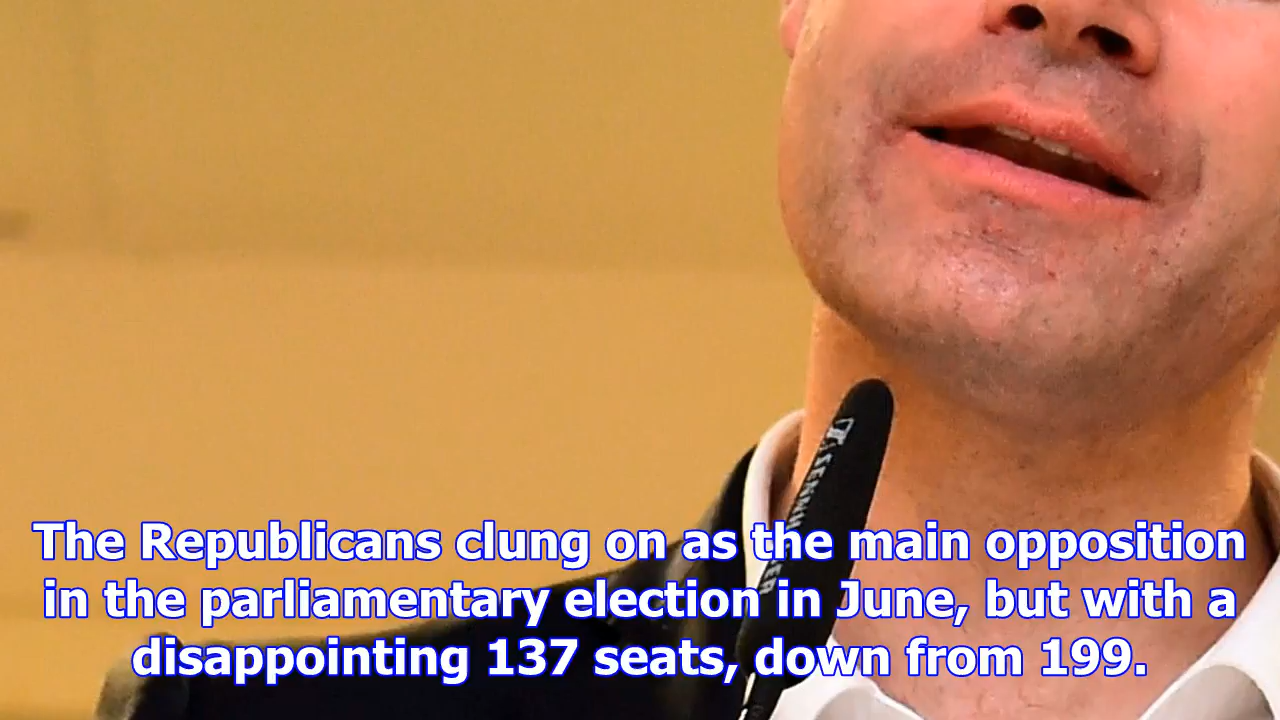 SENNHEISER
The Republicans clung on as the main opposition
in the parliamentary election in June, but with a
disappointing 137 seats, down from 199.